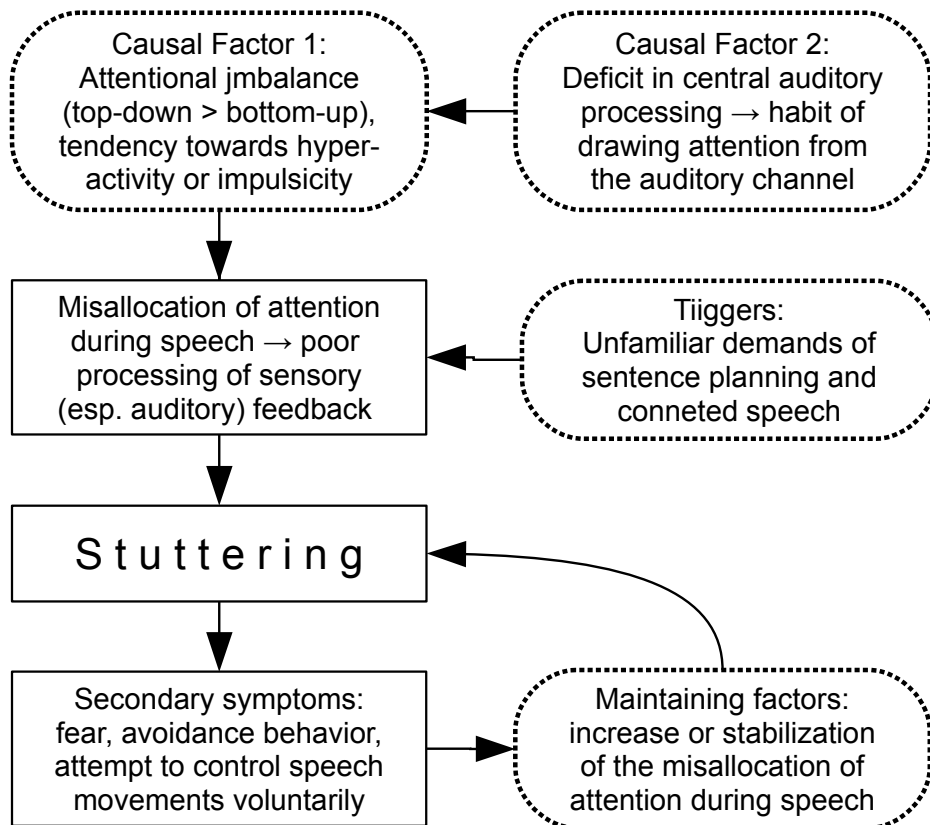 Causal Factor 1:
Attentional jmbalance
(top-down > bottom-up),
tendency towards hyper-
activity or impulsicity
Causal Factor 2:
Deficit in central auditory
processing → habit of
drawing attention from
the auditory channel
Misallocation of attention
during speech → poor
processing of sensory
(esp. auditory) feedback
Tiiggers:
Unfamiliar demands of
sentence planning and
conneted speech
S t u t t e r i n g
Secondary symptoms:
fear, avoidance behavior,
attempt to control speech
movements voluntarily
Maintaining factors:
increase or stabilization
of the misallocation of
attention during speech